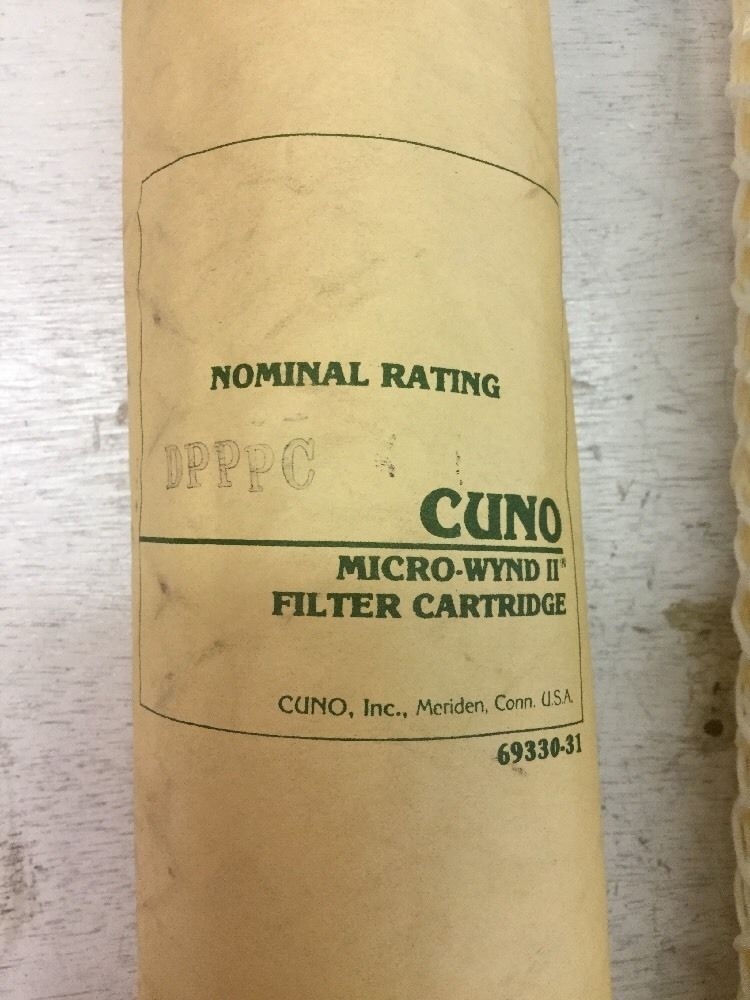 NOMINAL RATING
DPPPC
CUNO
MICRO-WYND II®
FILTER CARTRIDGE
CUNO, Inc., Meriden, Conn. U.S.A.
69330-31